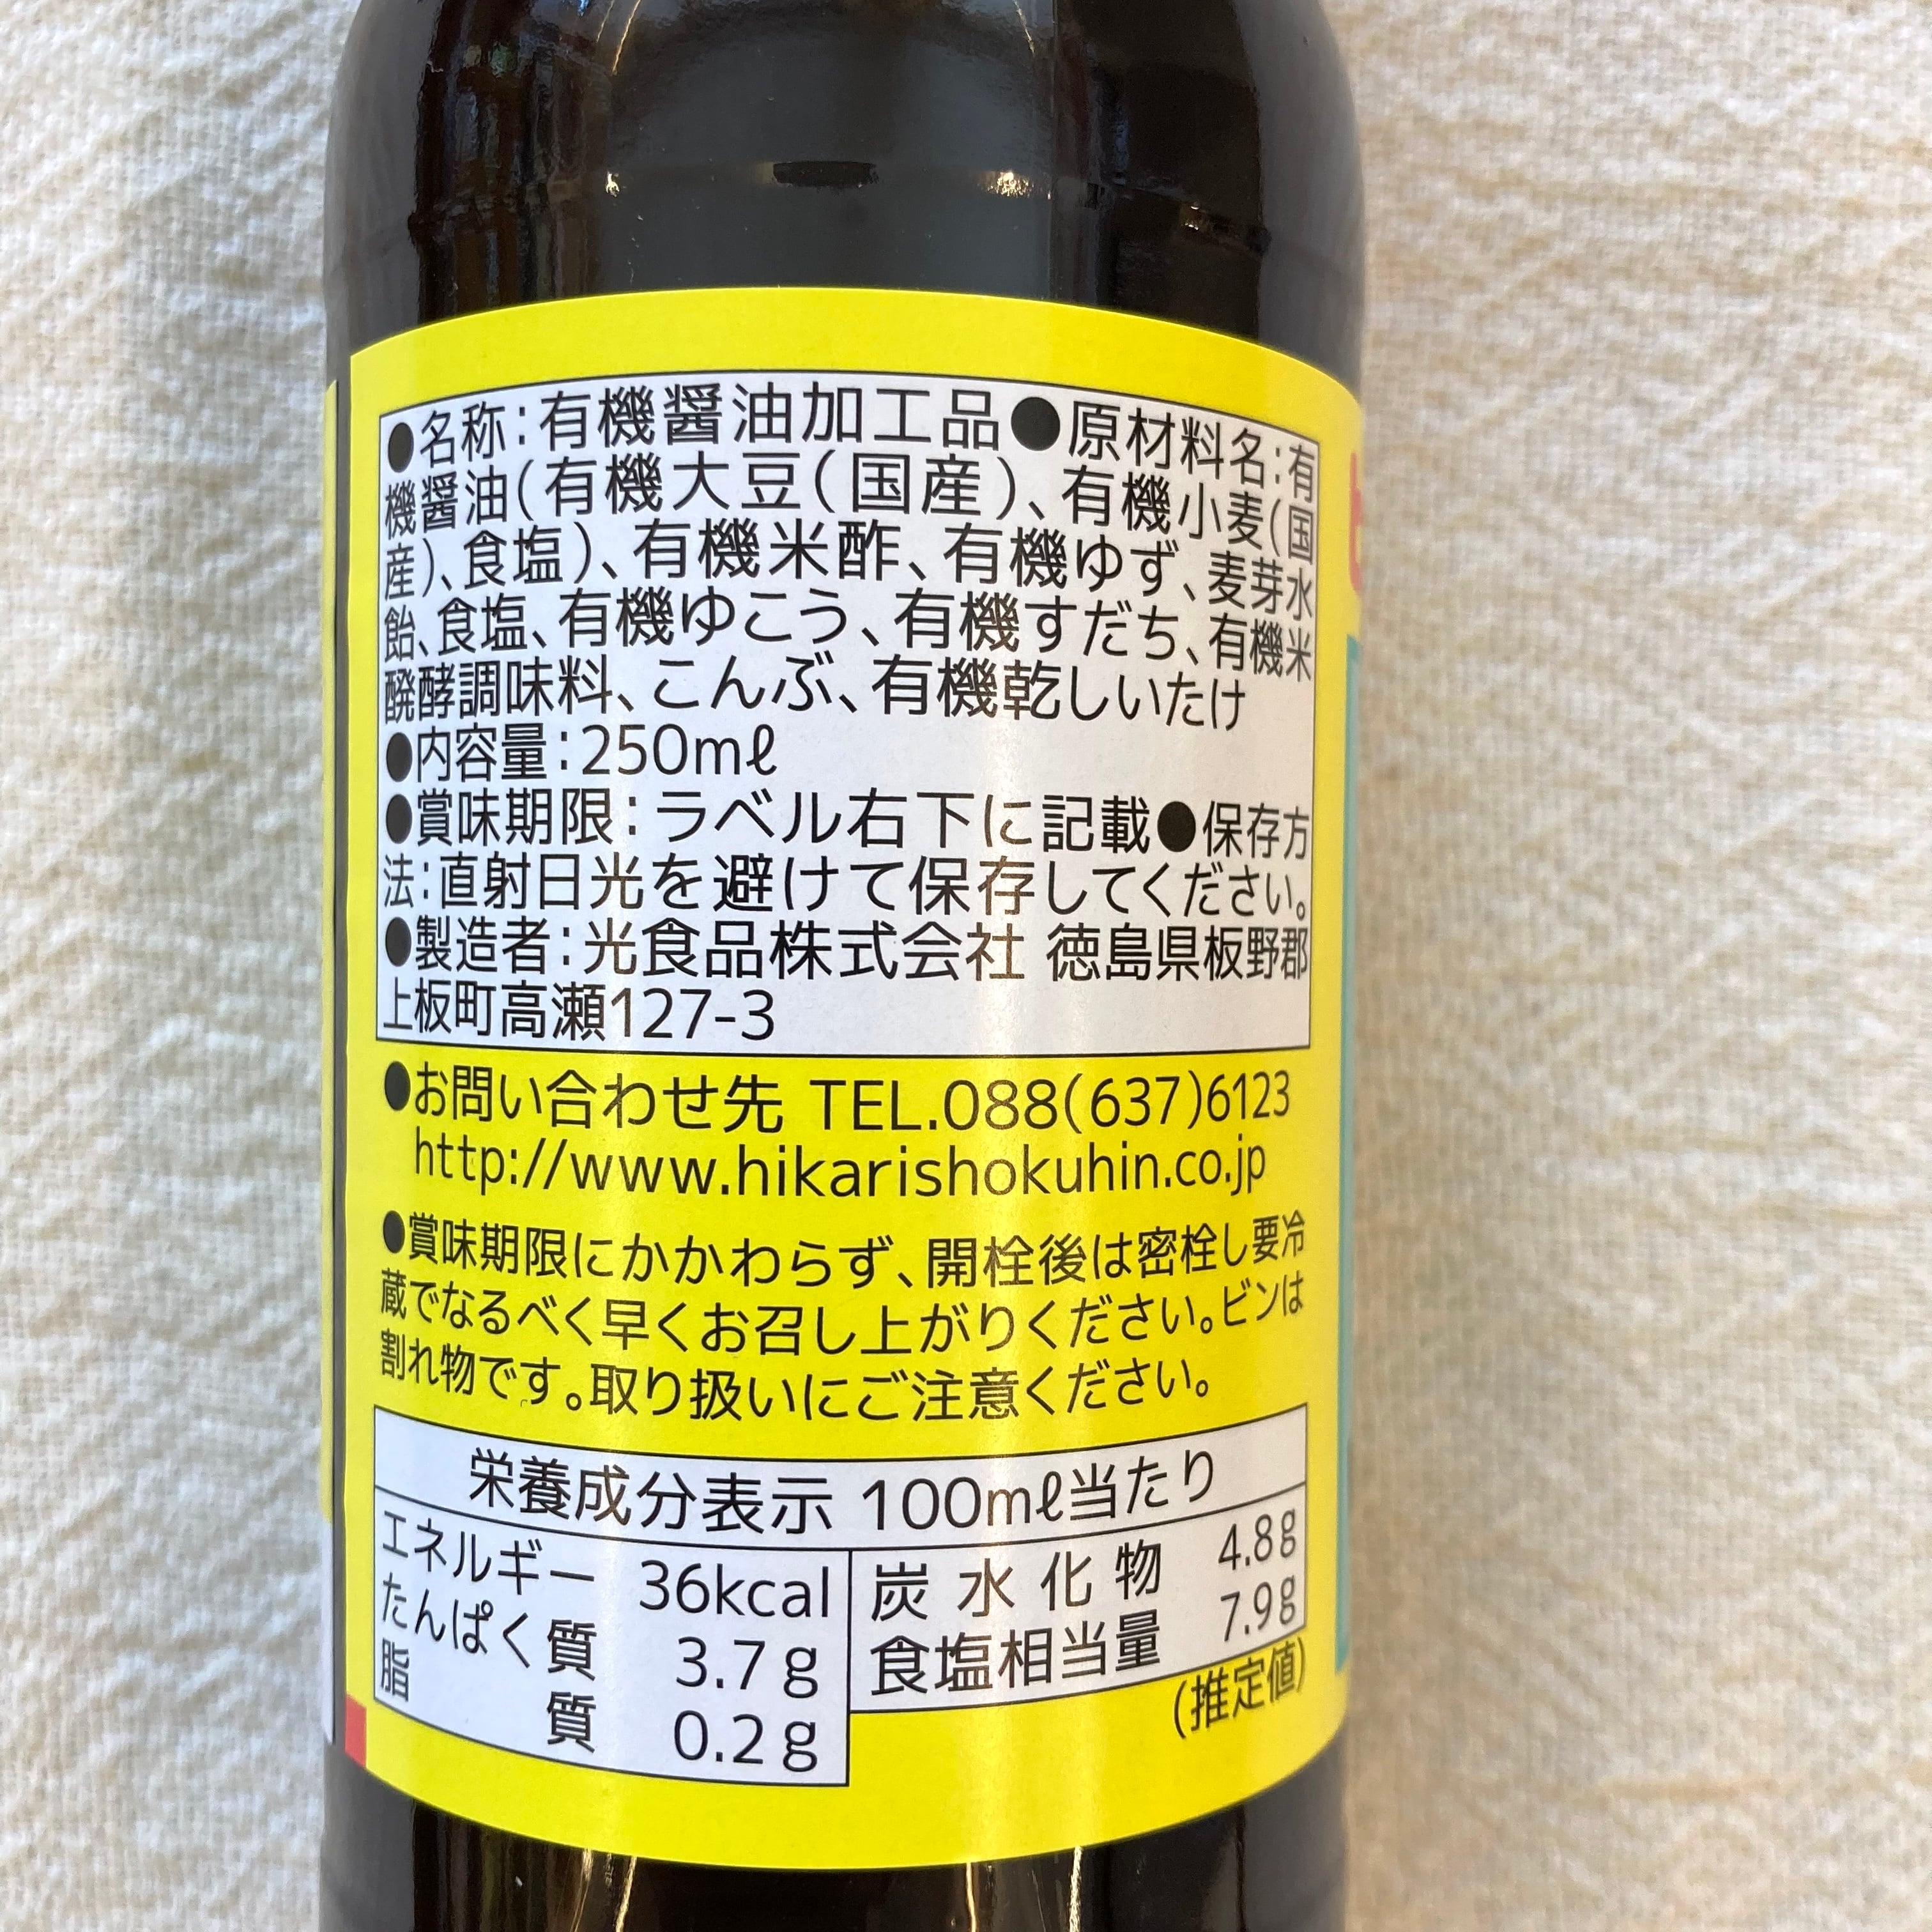 ●名称:有機醤油加工品●原材料名:有
機醤油(有機大豆(国産)、有機小麦(国
産)、食塩)、有機米酢、有機ゆず、麦芽水
飴、食塩、有機ゆこう、有機すだち、有機米
醗酵調味料、こんぶ、有機乾しいたけ
●内容量:250mℓ
●賞味期限:ラベル右下に記載●保存方
法:直射日光を避けて保存してください。
●製造者:光食品株式会社 徳島県板野郡
上板町高瀬127-3
●お問い合わせ先 TEL.088(637)6123
http://www.hikarishokuhin.co.jp
●賞味期限にかかわらず、開栓後は密栓し要冷
蔵でなるべく早くお召し上がりください。ビンは
割れ物です。取り扱いにご注意ください。
栄養成分表示 100mℓ当たり
エネルギー 36kcal
たんぱく質 3.7g
脂質 0.2g
炭水化物 4.8g
食塩相当量 7.9g
(推定値)